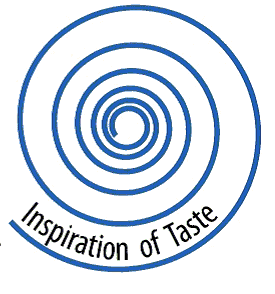 Inspiration of Taste